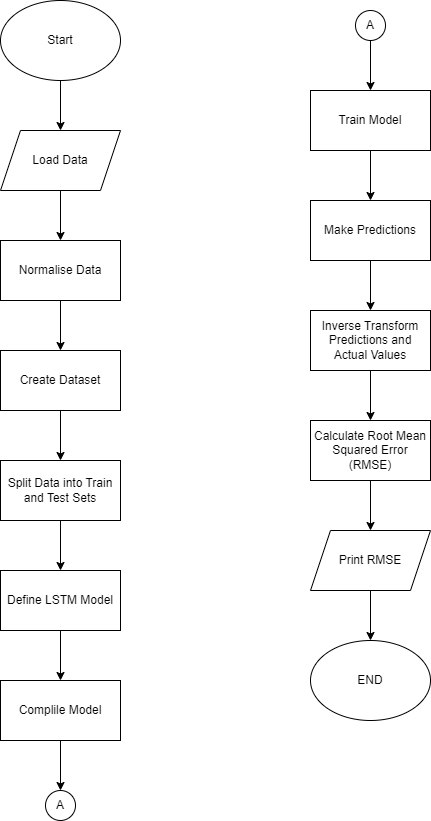 Start
Load Data
Normalise Data
Create Dataset
Split Data into Train
and Test Sets
Define LSTM Model
Complile Model
A
A
Train Model
Make Predictions
Inverse Transform
Predictions and
Actual Values
Calculate Root Mean
Squared Error
(RMSE)
Print RMSE
END